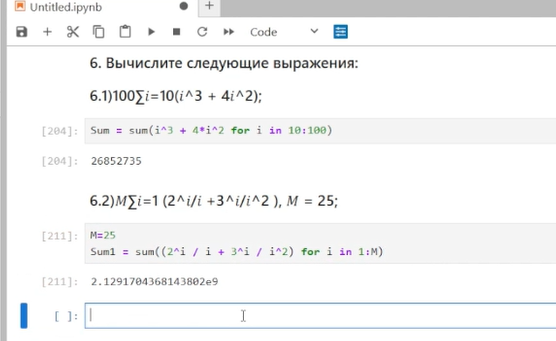 Untitled.ipynb
Code
6. Вычислите следующие выражения:
6.1)100∑𝑖=10(𝑖^3 + 4𝑖^2);
[204]: Sum = sum(i^3 + 4*i^2 for i in 10:100)
[204]: 26852735
6.2)𝑀∑𝑖=1 (2^𝑖/𝑖 +3^𝑖/𝑖^2 ), 𝑀 = 25;
[211]: M=25
Sum1 = sum((2^i / i + 3^i / i^2) for i in 1:M)
[211]: 2.1291704368143802e9
[ ]: